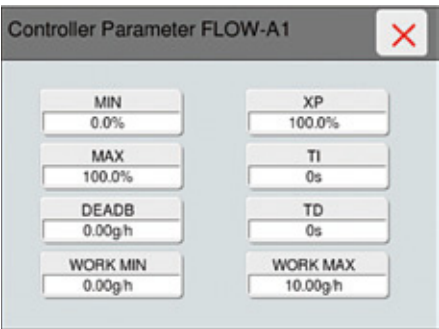 Controller Parameter FLOW-A1
MIN
0.0%
XP
100.0%
MAX
100.0%
TI
0s
DEADB
0.00g/h
TD
0s
WORK MIN
0.00g/h
WORK MAX
10.00g/h